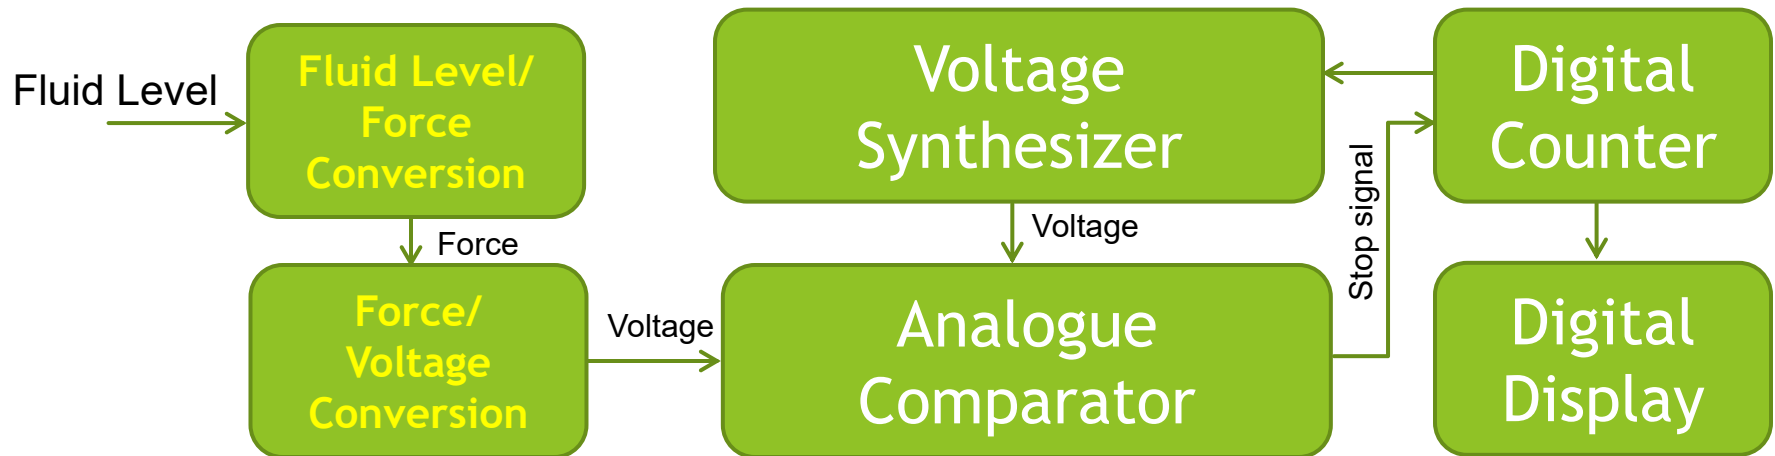 Fluid Level
Fluid Level/
Force
Conversion
Force
Force/
Voltage
Conversion
Voltage
Voltage
Synthesizer
Voltage
Analogue
Comparator
Stop signal
Digital
Counter
Digital
Display